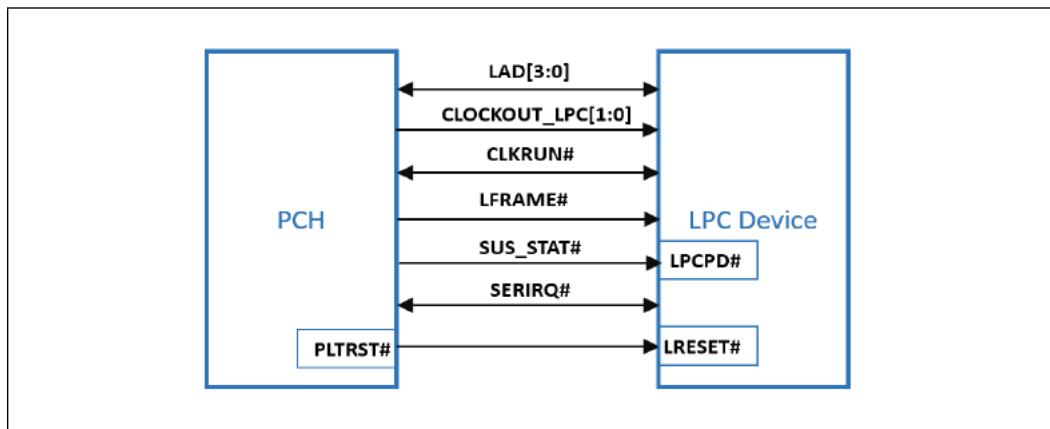 LAD[3:0]
CLOCKOUT_LPC[1:0]
CLKRUN#
LFRAME#
PCH
LPC Device
SUS_STAT#
LPCPD#
SERIRQ#
PLTRST#
LRESET#